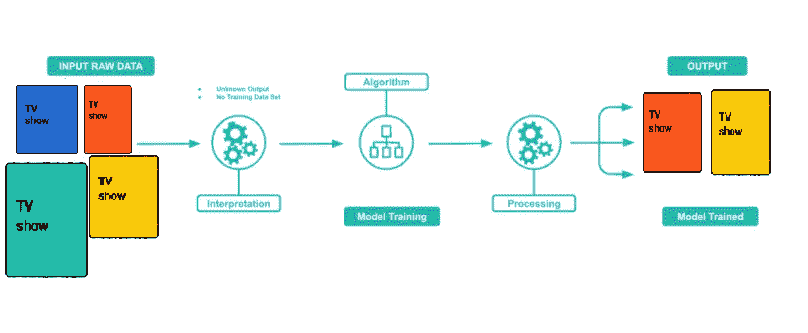 INPUT RAW DATA
TV
show
TV
show
TV
show
TV
show
Unknown Output
No Training Data Set
Interpretation
Algorithm
Model Training
Processing
OUTPUT
TV
show
TV
show
Model Trained